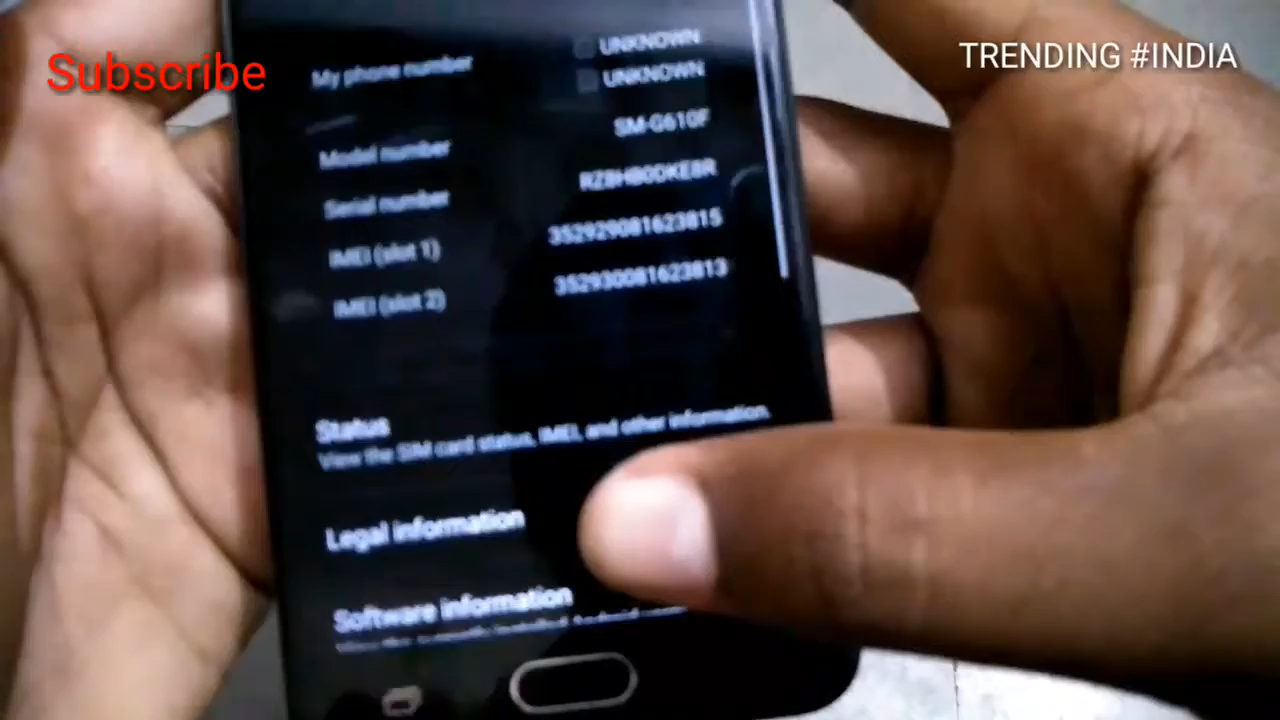 Subscribe
TRENDING #INDIA
My phone number UNKNOWN
UNKNOWN
Model number SM-G610F
Serial number RZ8HB0DKE8R
IMEI (slot 1) 352929081623815
IMEI (slot 2) 352930081623813
Status
View the SIM card status, IMEI, and other information.
Legal information
Software information